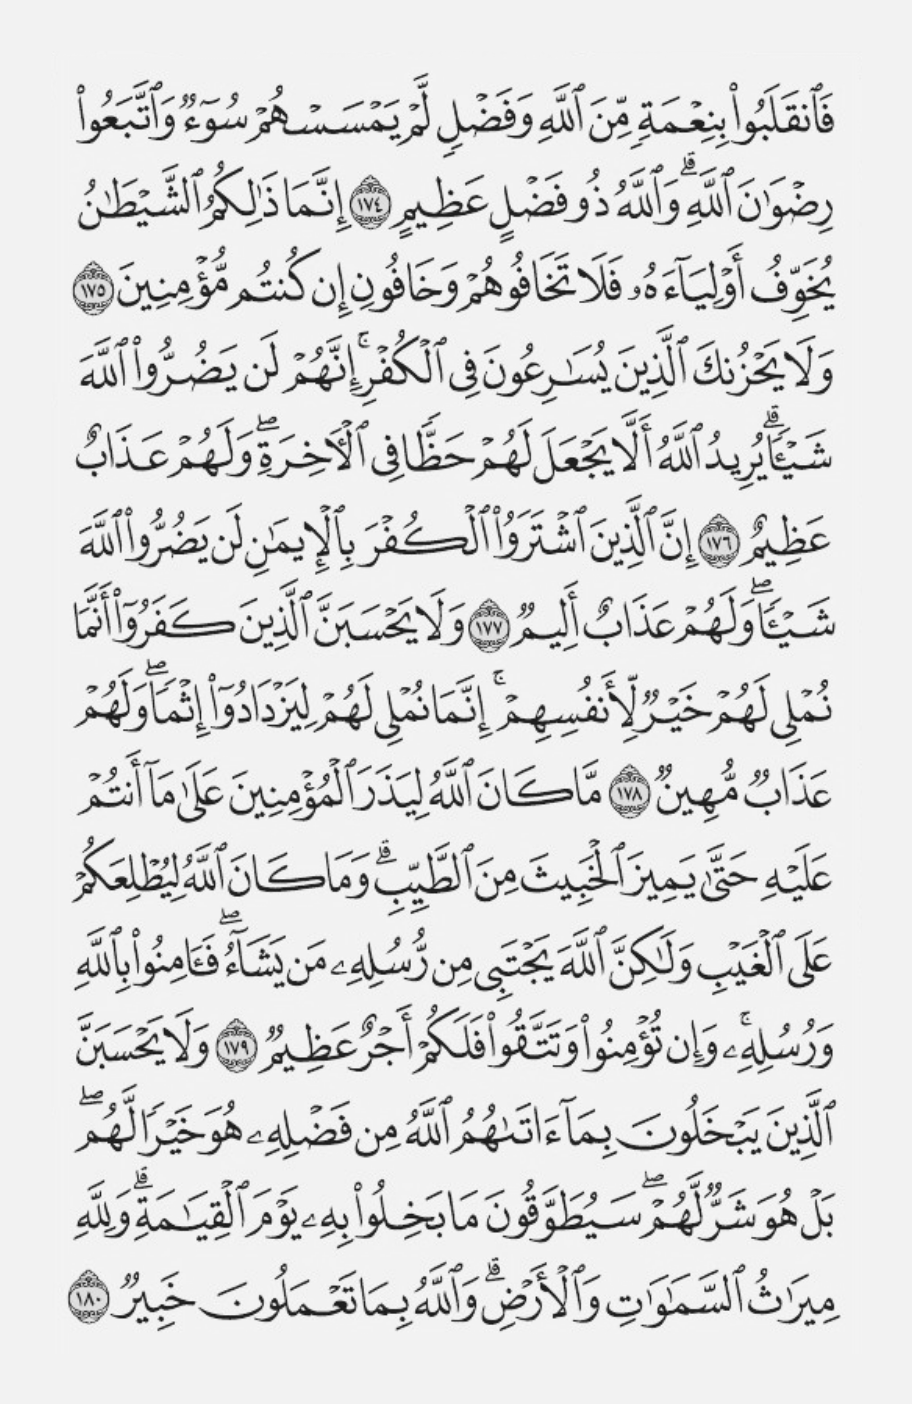 فَٱنقَلَبُوا۟ بِنِعْمَةٍ مِّنَ ٱللَّهِ وَفَضْلٍ لَّمْ يَمْسَسْهُمْ سُوٓءٌ وَٱتَّبَعُوا۟
رِضْوَٰنَ ٱللَّهِ ۗ وَٱللَّهُ ذُو فَضْلٍ عَظِيمٍ ١٧٤ إِنَّمَا ذَٰلِكُمُ ٱلشَّيْطَـٰنُ
يُخَوِّفُ أَوْلِيَآءَهُۥ فَلَا تَخَافُوهُمْ وَخَافُونِ إِن كُنتُم مُّؤْمِنِينَ ١٧٥
وَلَا يَحْزُنكَ ٱلَّذِينَ يُسَـٰرِعُونَ فِى ٱلْكُفْرِ ۚ إِنَّهُمْ لَن يَضُرُّوا۟ ٱللَّهَ
شَيْـًٔا ۗ يُرِيدُ ٱللَّهُ أَلَّا يَجْعَلَ لَهُمْ حَظًّا فِى ٱلْـَٔاخِرَةِ ۖ وَلَهُمْ عَذَابٌ
عَظِيمٌ ١٧٦ إِنَّ ٱلَّذِينَ ٱشْتَرَوُا۟ ٱلْكُفْرَ بِٱلْإِيمَـٰنِ لَن يَضُرُّوا۟ ٱللَّهَ
شَيْـًٔا ۖ وَلَهُمْ عَذَابٌ أَلِيمٌ ١٧٧ وَلَا يَحْسَبَنَّ ٱلَّذِينَ كَفَرُوٓا۟ أَنَّمَا
نُمْلِى لَهُمْ خَيْرٌ لِّأَنفُسِهِمْ ۚ إِنَّمَا نُمْلِى لَهُمْ لِيَزْدَادُوٓا۟ إِثْمًا ۖ وَلَهُمْ
عَذَابٌ مُّهِينٌ ١٧٨ مَّا كَانَ ٱللَّهُ لِيَذَرَ ٱلْمُؤْمِنِينَ عَلَىٰ مَآ أَنتُمْ
عَلَيْهِ حَتَّىٰ يَمِيزَ ٱلْخَبِيثَ مِنَ ٱلطَّيِّبِ ۗ وَمَا كَانَ ٱللَّهُ لِيُطْلِعَكُمْ
عَلَى ٱلْغَيْبِ وَلَـٰكِنَّ ٱللَّهَ يَجْتَبِى مِن رُّسُلِهِۦ مَن يَشَآءُ ۖ فَـَٔامِنُوا۟ بِٱللَّهِ
وَرُسُلِهِۦ ۚ وَإِن تُؤْمِنُوا۟ وَتَتَّقُوا۟ فَلَكُمْ أَجْرٌ عَظِيمٌ ١٧٩ وَلَا يَحْسَبَنَّ
ٱلَّذِينَ يَبْخَلُونَ بِمَآ ءَاتَىٰهُمُ ٱللَّهُ مِن فَضْلِهِۦ هُوَ خَيْرًا لَّهُم ۖ
بَلْ هُوَ شَرٌّ لَّهُمْ ۖ سَيُطَوَّقُونَ مَا بَخِلُوا۟ بِهِۦ يَوْمَ ٱلْقِيَـٰمَةِ ۗ وَلِلَّهِ
مِيرَٰثُ ٱلسَّمَـٰوَٰتِ وَٱلْأَرْضِ ۗ وَٱللَّهُ بِمَا تَعْمَلُونَ خَبِيرٌ ١٨٠